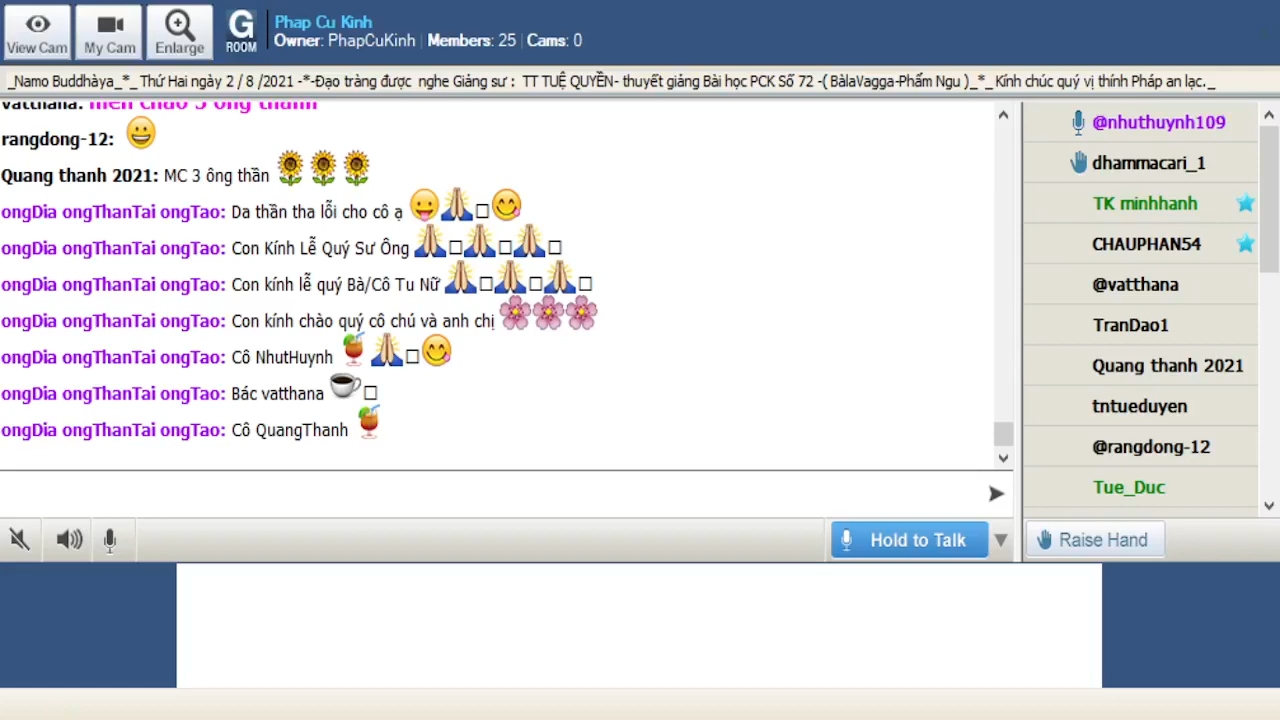 View Cam
My Cam
Enlarge
G
ROOM
Phap Cu Kinh
Owner: PhapCuKinh | Members: 25 | Cams: 0
_Namo Buddhàya_*_ Thứ Hai ngày 2 / 8 /2021 -*-Đạo tràng được nghe Giảng sư : TT TUỆ QUYỀN- thuyết giảng Bài học PCK Số 72 -( BàlaVagga-Phẩm Ngu )_*_ Kính chúc quý vị thính Pháp an lạc._
vatthana: mến chào 3 ông thánh
rangdong-12:
Quang thanh 2021: MC 3 ông thần
ongDia ongThanTai ongTao: Da thần tha lỗi cho cô ạ
ongDia ongThanTai ongTao: Con Kính Lễ Quý Sư Ông
ongDia ongThanTai ongTao: Con kính lễ quý Bà/Cô Tu Nữ
ongDia ongThanTai ongTao: Con kính chào quý cô chú và anh chị
ongDia ongThanTai ongTao: Cô NhutHuynh
ongDia ongThanTai ongTao: Bác vatthana
ongDia ongThanTai ongTao: Cô QuangThanh
Hold to Talk
@nhuthuynh109
dhammacari_1
TK minhhanh
CHAUPHAN54
@vatthana
TranDao1
Quang thanh 2021
tntueduyen
@rangdong-12
Tue_Duc
Raise Hand